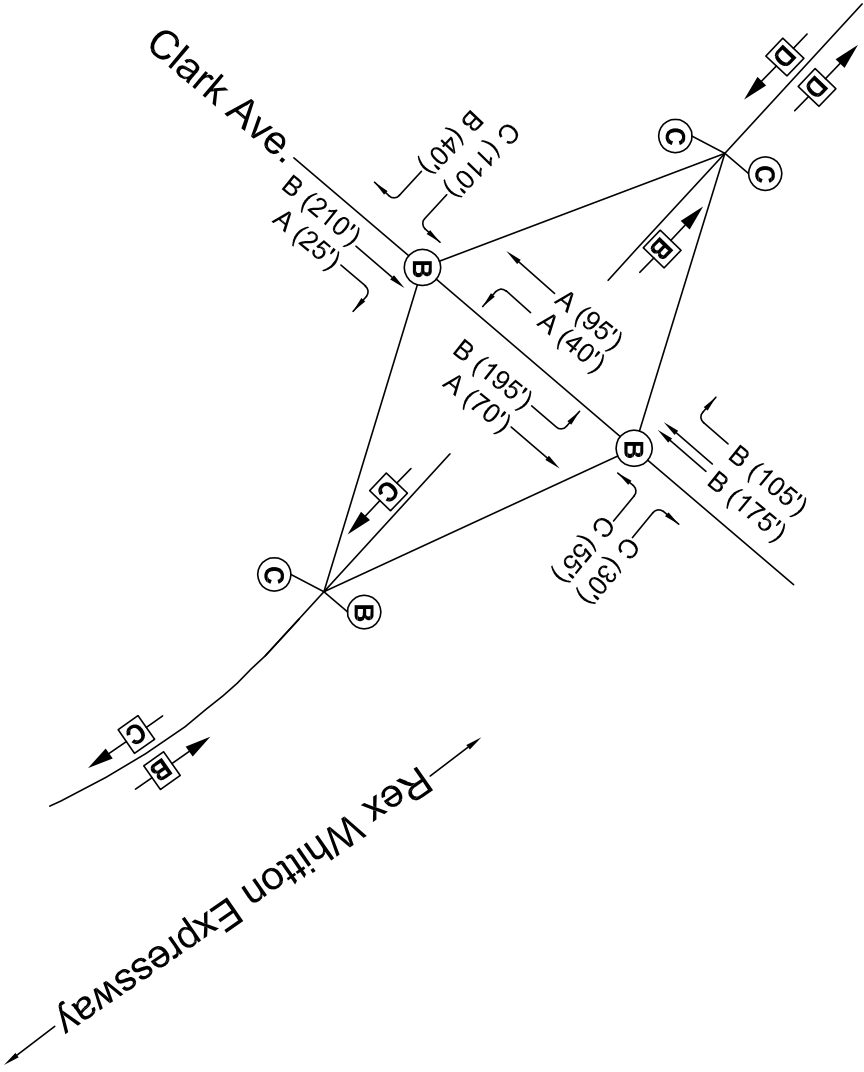 Clark Ave.
D
D
C
C
C (110')
B (40')
B (210')
A (25')
B
B
A (95')
A (40')
B (195')
A (70')
B
B (105')
B (175')
C (30')
C (55')
C
C
B
C
B
Rex Whitton Expressway